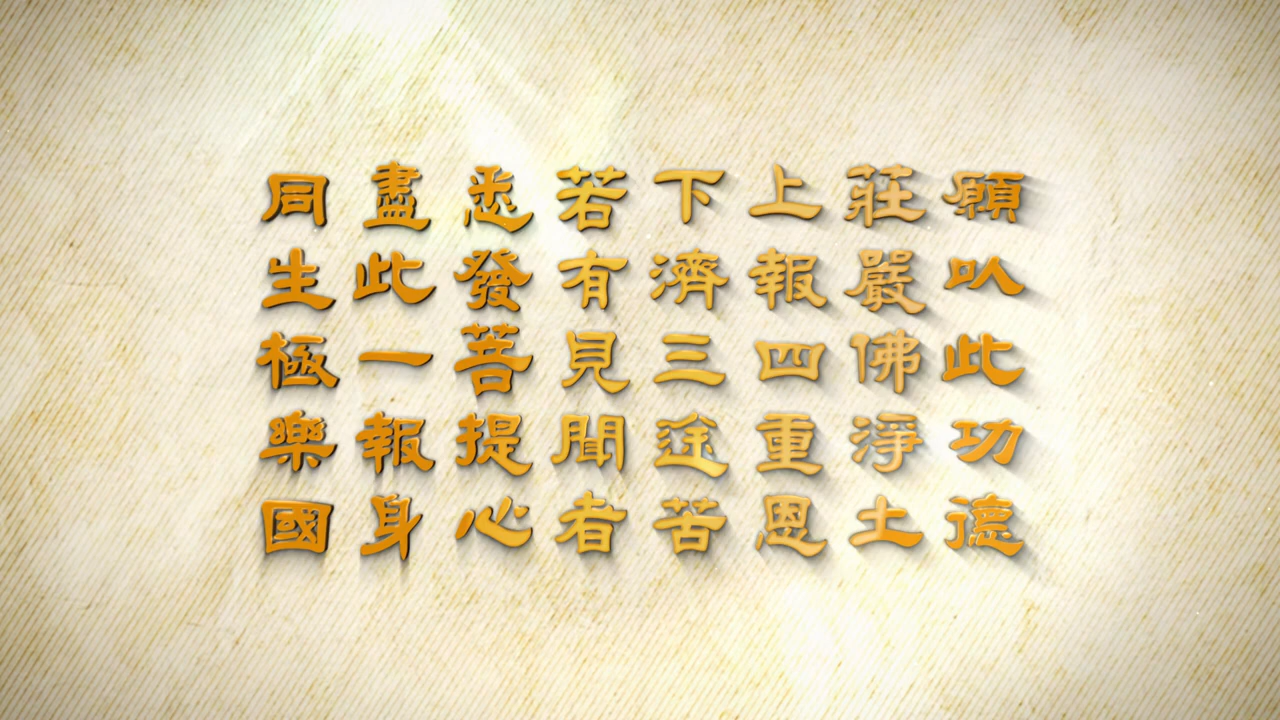 願以此功德
莊嚴佛淨土
上報四重恩
下濟三途苦
若有見聞者
悉發菩提心
盡此一報身
同生極樂國